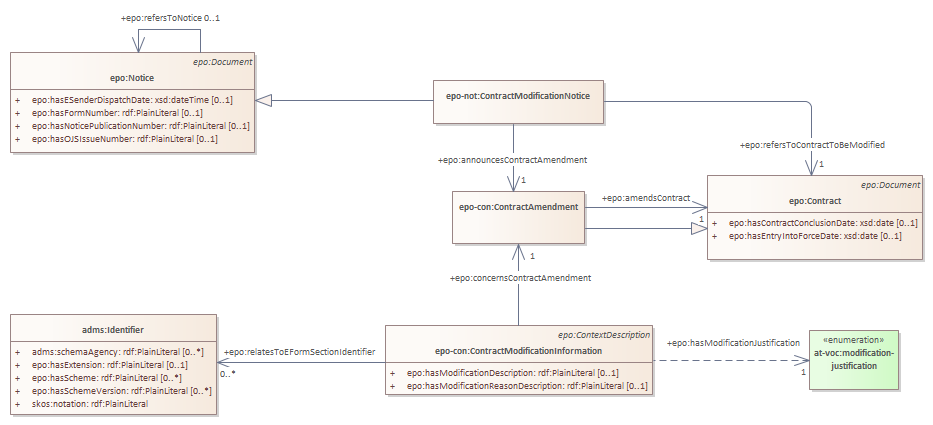 +epo:refersToNotice 0..1
epo:Document
epo:Notice
+ epo:hasESenderDispatchDate: xsd:dateTime [0..1]
+ epo:hasFormNumber: rdf:PlainLiteral [0..1]
+ epo:hasNoticePublicationNumber: rdf:PlainLiteral [0..1]
+ epo:hasOJSIssueNumber: rdf:PlainLiteral [0..1]
epo-not:ContractModificationNotice
+epo:refersToContractToBeModified
1
+epo:announcesContractAmendment
1
epo-con:ContractAmendment
+epo:amendsContract
1
epo:Document
epo:Contract
+ epo:hasContractConclusionDate: xsd:date [0..1]
+ epo:hasEntryIntoForceDate: xsd:date [0..1]
1
+epo:concernsContractAmendment
adms:Identifier
+ adms:schemaAgency: rdf:PlainLiteral [0..*]
+ epo:hasExtension: rdf:PlainLiteral [0..1]
+ epo:hasScheme: rdf:PlainLiteral [0..*]
+ epo:hasSchemeVersion: rdf:PlainLiteral [0..*]
+ skos:notation: rdf:PlainLiteral
+epo:relatesToEFormSectionIdentifier
0..*
epo:ContextDescription
epo-con:ContractModificationInformation
+ epo:hasModificationDescription: rdf:PlainLiteral [0..1]
+ epo:hasModificationReasonDescription: rdf:PlainLiteral [0..1]
+epo:hasModificationJustification
1
«enumeration»
at-voc:modification-
justification